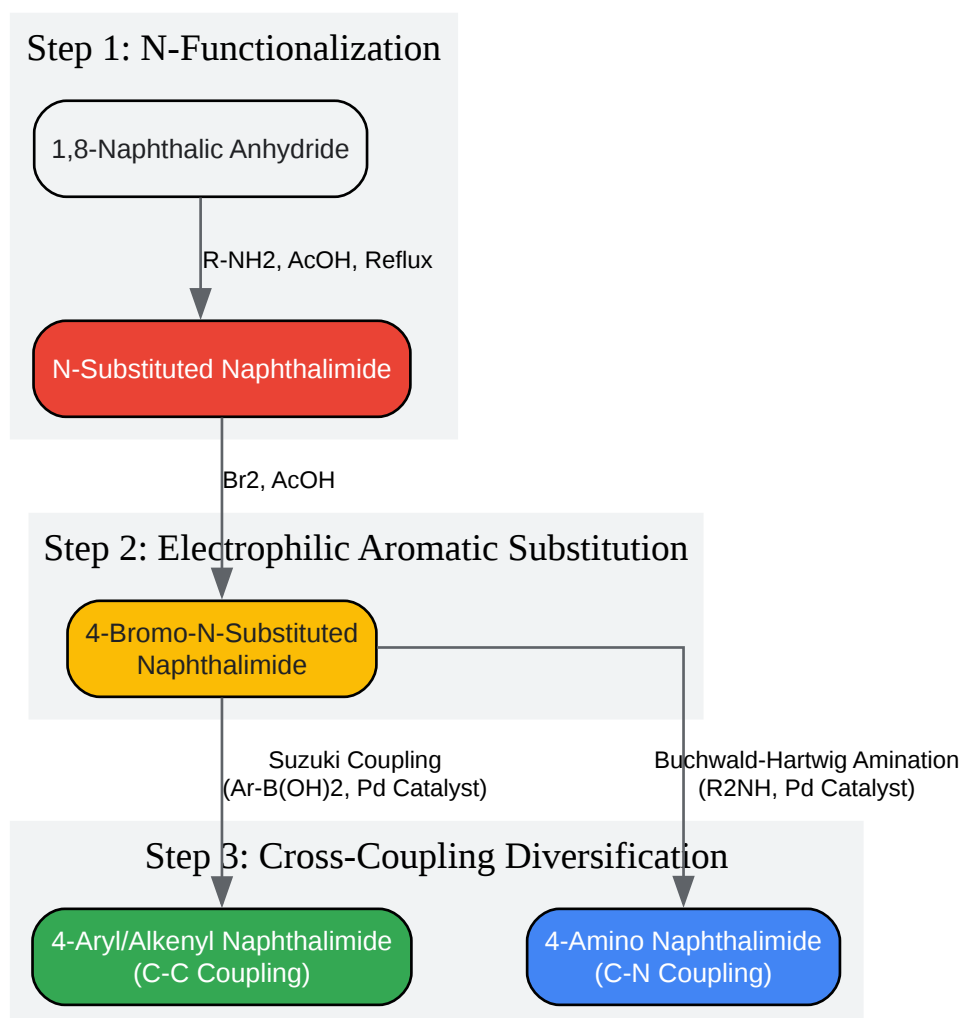 Step 1: N-Functionalization
1,8-Naphthalic Anhydride
R-NH2, AcOH, Reflux
N-Substituted Naphthalimide
Br2, AcOH
Step 2: Electrophilic Aromatic Substitution
4-Bromo-N-Substituted
Naphthalimide
Suzuki Coupling
(Ar-B(OH)2, Pd Catalyst)
Buchwald-Hartwig Amination
(R2NH, Pd Catalyst)
Step 3: Cross-Coupling Diversification
4-Aryl/Alkenyl Naphthalimide
(C-C Coupling)
4-Amino Naphthalimide
(C-N Coupling)